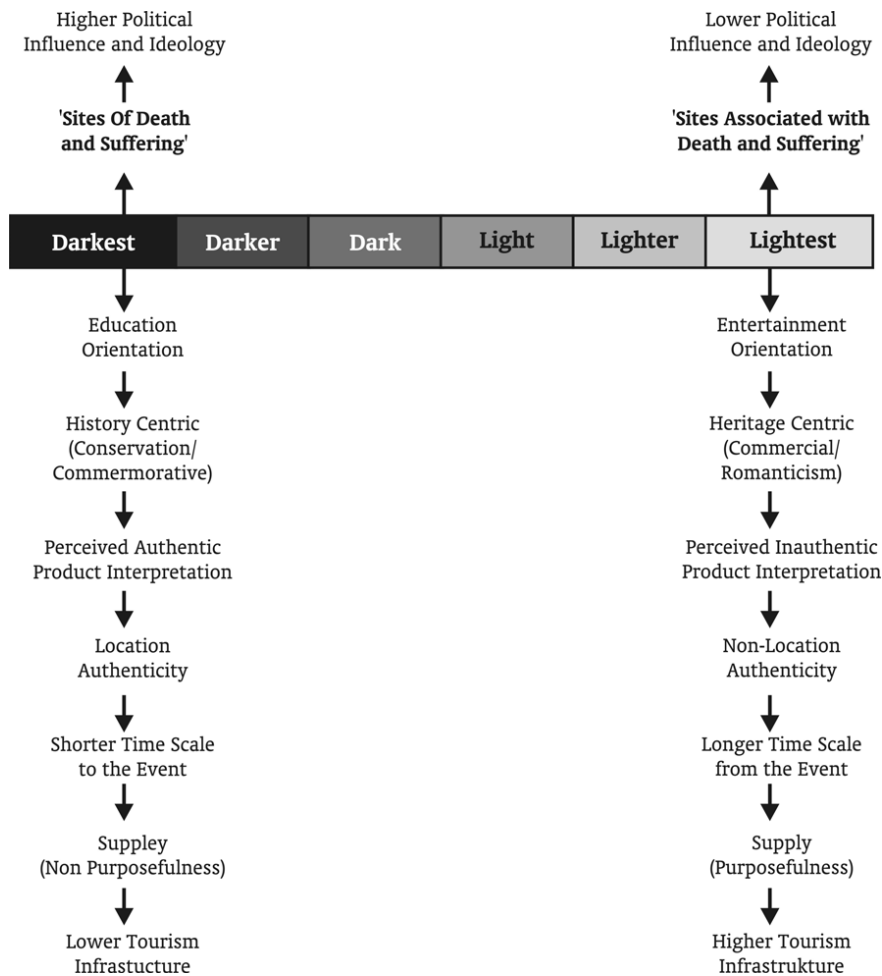 Higher Political
Influence and Ideology
Lower Political
Influence and Ideology
'Sites Of Death
and Suffering'
'Sites Associated with
Death and Suffering'
Darkest Darker Dark Light Lighter Lightest
Education
Orientation
Entertainment
Orientation
History Centric
(Conservation/
Commermorative)
Heritage Centric
(Commercial/
Romanticism)
Perceived Authentic
Product Interpretation
Perceived Inauthentic
Product Interpretation
Location
Authenticity
Non-Location
Authenticity
Shorter Time Scale
to the Event
Longer Time Scale
from the Event
Suppley
(Non Purposefulness)
Supply
(Purposefulness)
Lower Tourism
Infrastucture
Higher Tourism
Infrastrukture